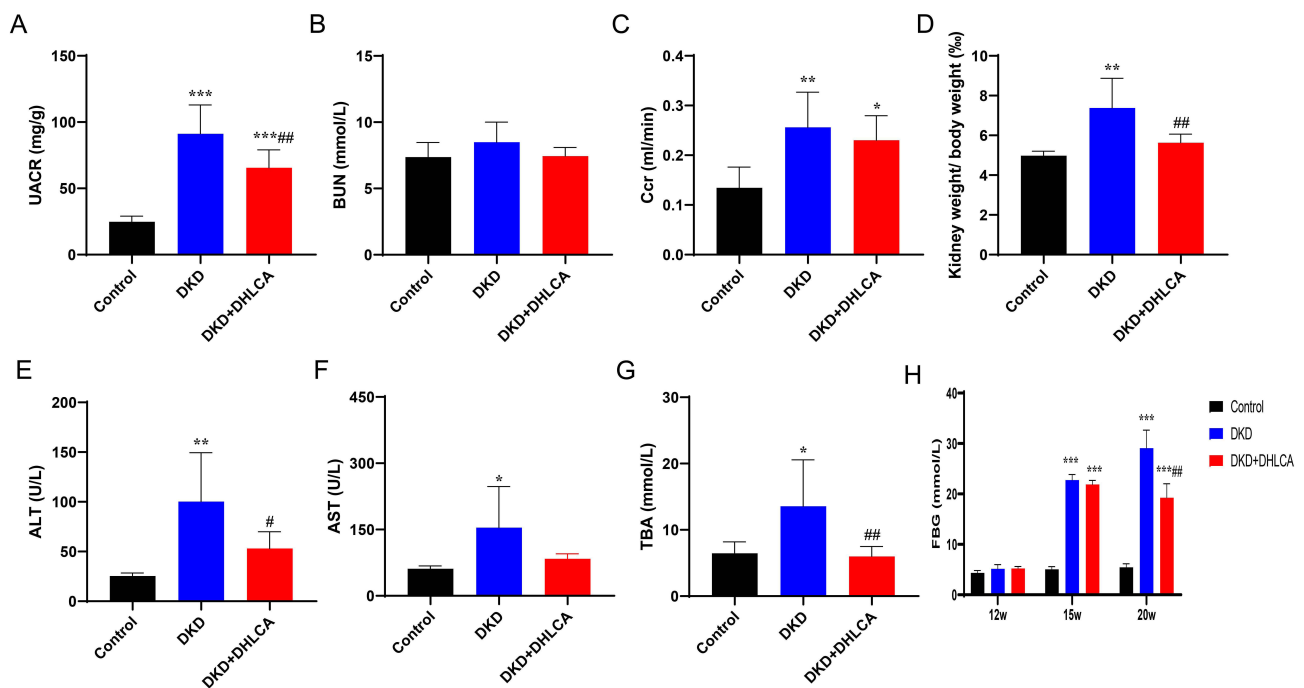 A
UACR (mg/g)
150
100
50
0
***
***##
Control
DKD
DKD+DHLCA
B
BUN (mmol/L)
15
10
5
0
Control
DKD
DKD+DHLCA
C
Ccr (ml/min)
0.4
0.3
0.2
0.1
0.0
**
*
Control
DKD
DKD+DHLCA
D
Kidney weight/ body weight (‰)
10
8
6
4
2
0
**
##
Control
DKD
DKD+DHLCA
E
ALT (U/L)
200
150
100
50
0
**
#
Control
DKD
DKD+DHLCA
F
AST (U/L)
450
300
150
0
*
Control
DKD
DKD+DHLCA
G
TBA (mmol/L)
30
20
10
0
*
##
Control
DKD
DKD+DHLCA
H
FBG (mmol/L)
40
30
20
10
0
***
***
***
***##
12w
15w
20w
Control
DKD
DKD+DHLCA